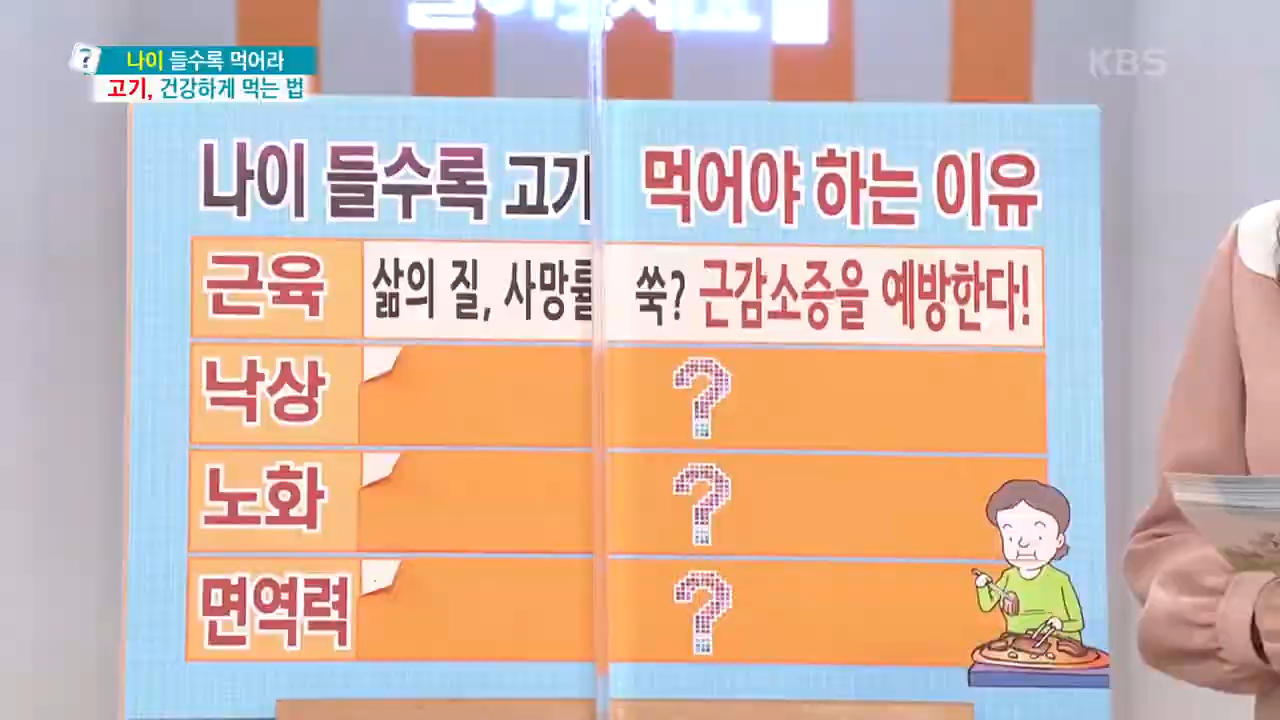 나이 들수록 먹어라
고기, 건강하게 먹는 법
KBS
나이 들수록 고기 먹어야 하는 이유
근육 삶의 질, 사망률 쑥? 근감소증을 예방한다!
낙상 ?
노화 ?
면역력 ?